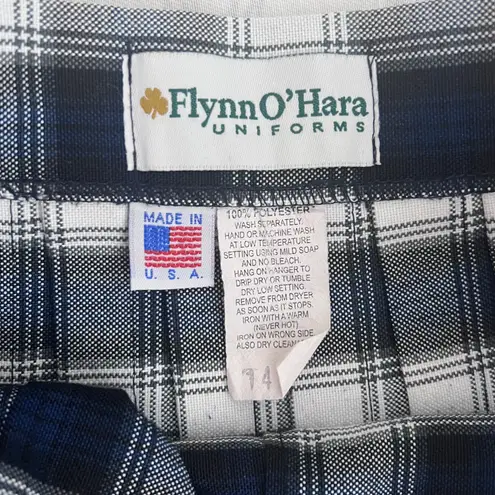 Flynn O'Hara
UNIFORMS
MADE IN
U.S.A.
100% POLYESTER
WASH SEPARATELY.
HAND OR MACHINE WASH
AT LOW TEMPERATURE
SETTING USING MILD SOAP
AND NO BLEACH.
HANG ON HANGER TO
DRIP DRY OR TUMBLE
DRY LOW SETTING.
REMOVE FROM DRYER
AS SOON AS IT STOPS.
IRON WITH A WARM
(NEVER HOT).
IRON ON WRONG SIDE.
ALSO DRY CLEAN
14